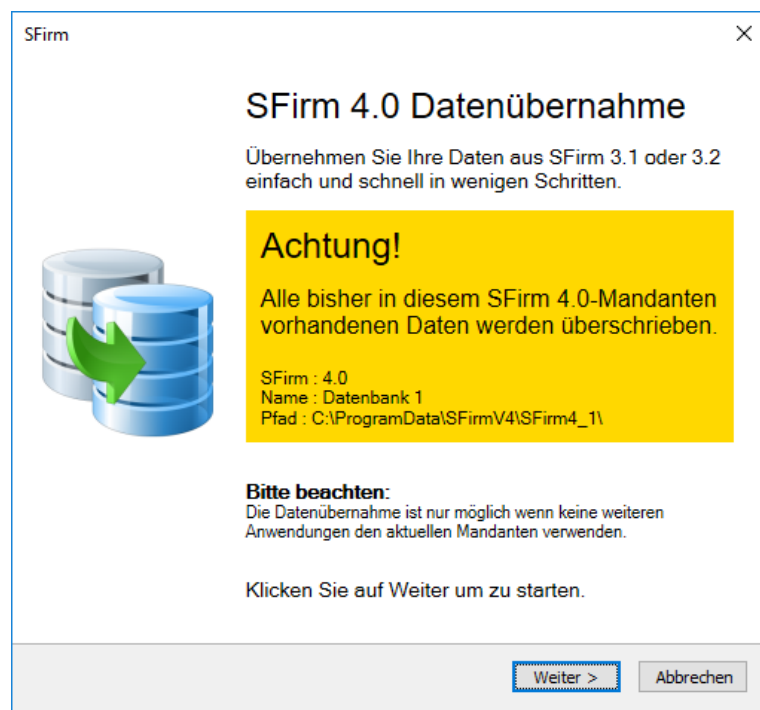 SFirm
SFirm 4.0 Datenübernahme
Übernehmen Sie Ihre Daten aus SFirm 3.1 oder 3.2
einfach und schnell in wenigen Schritten.
Achtung!
Alle bisher in diesem SFirm 4.0-Mandanten
vorhandenen Daten werden überschrieben.
SFirm : 4.0
Name : Datenbank 1
Pfad : C:\ProgramData\SFirmV4\SFirm4_1\
Bitte beachten:
Die Datenübernahme ist nur möglich wenn keine weiteren
Anwendungen den aktuellen Mandanten verwenden.
Klicken Sie auf Weiter um zu starten.
Weiter >
Abbrechen